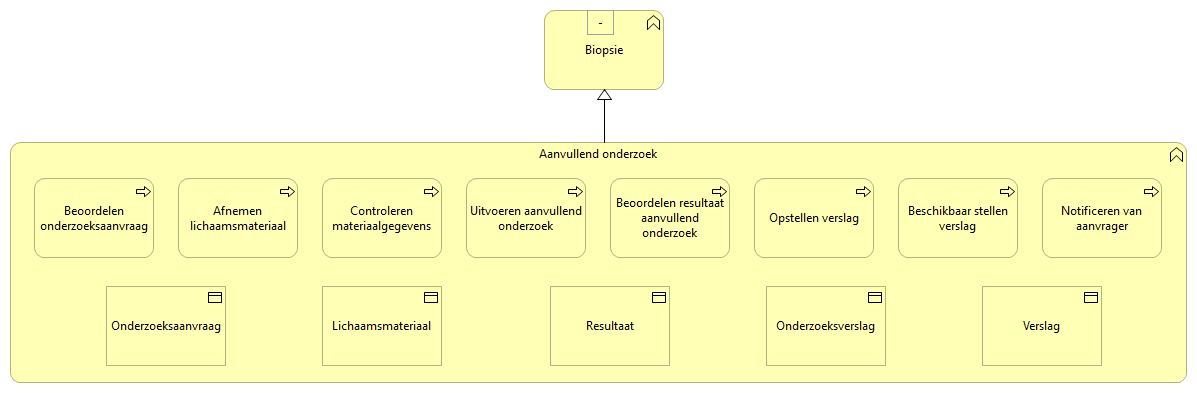 -
Biopsie
Aanvullend onderzoek
Beoordelen
onderzoeksaanvraag
Afnemen
lichaamsmateriaal
Controleren
materiaalgegevens
Uitvoeren aanvullend
onderzoek
Beoordelen resultaat
aanvullend
onderzoek
Opstellen verslag
Beschikbaar stellen
verslag
Notificeren van
aanvrager
Onderzoeksaanvraag
Lichaamsmateriaal
Resultaat
Onderzoeksverslag
Verslag